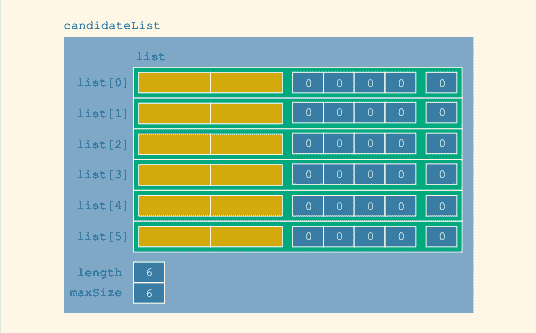 candidateList
list
list[0] 0 0 0 0 0
list[1] 0 0 0 0 0
list[2] 0 0 0 0 0
list[3] 0 0 0 0 0
list[4] 0 0 0 0 0
list[5] 0 0 0 0 0
length 6
maxSize 6